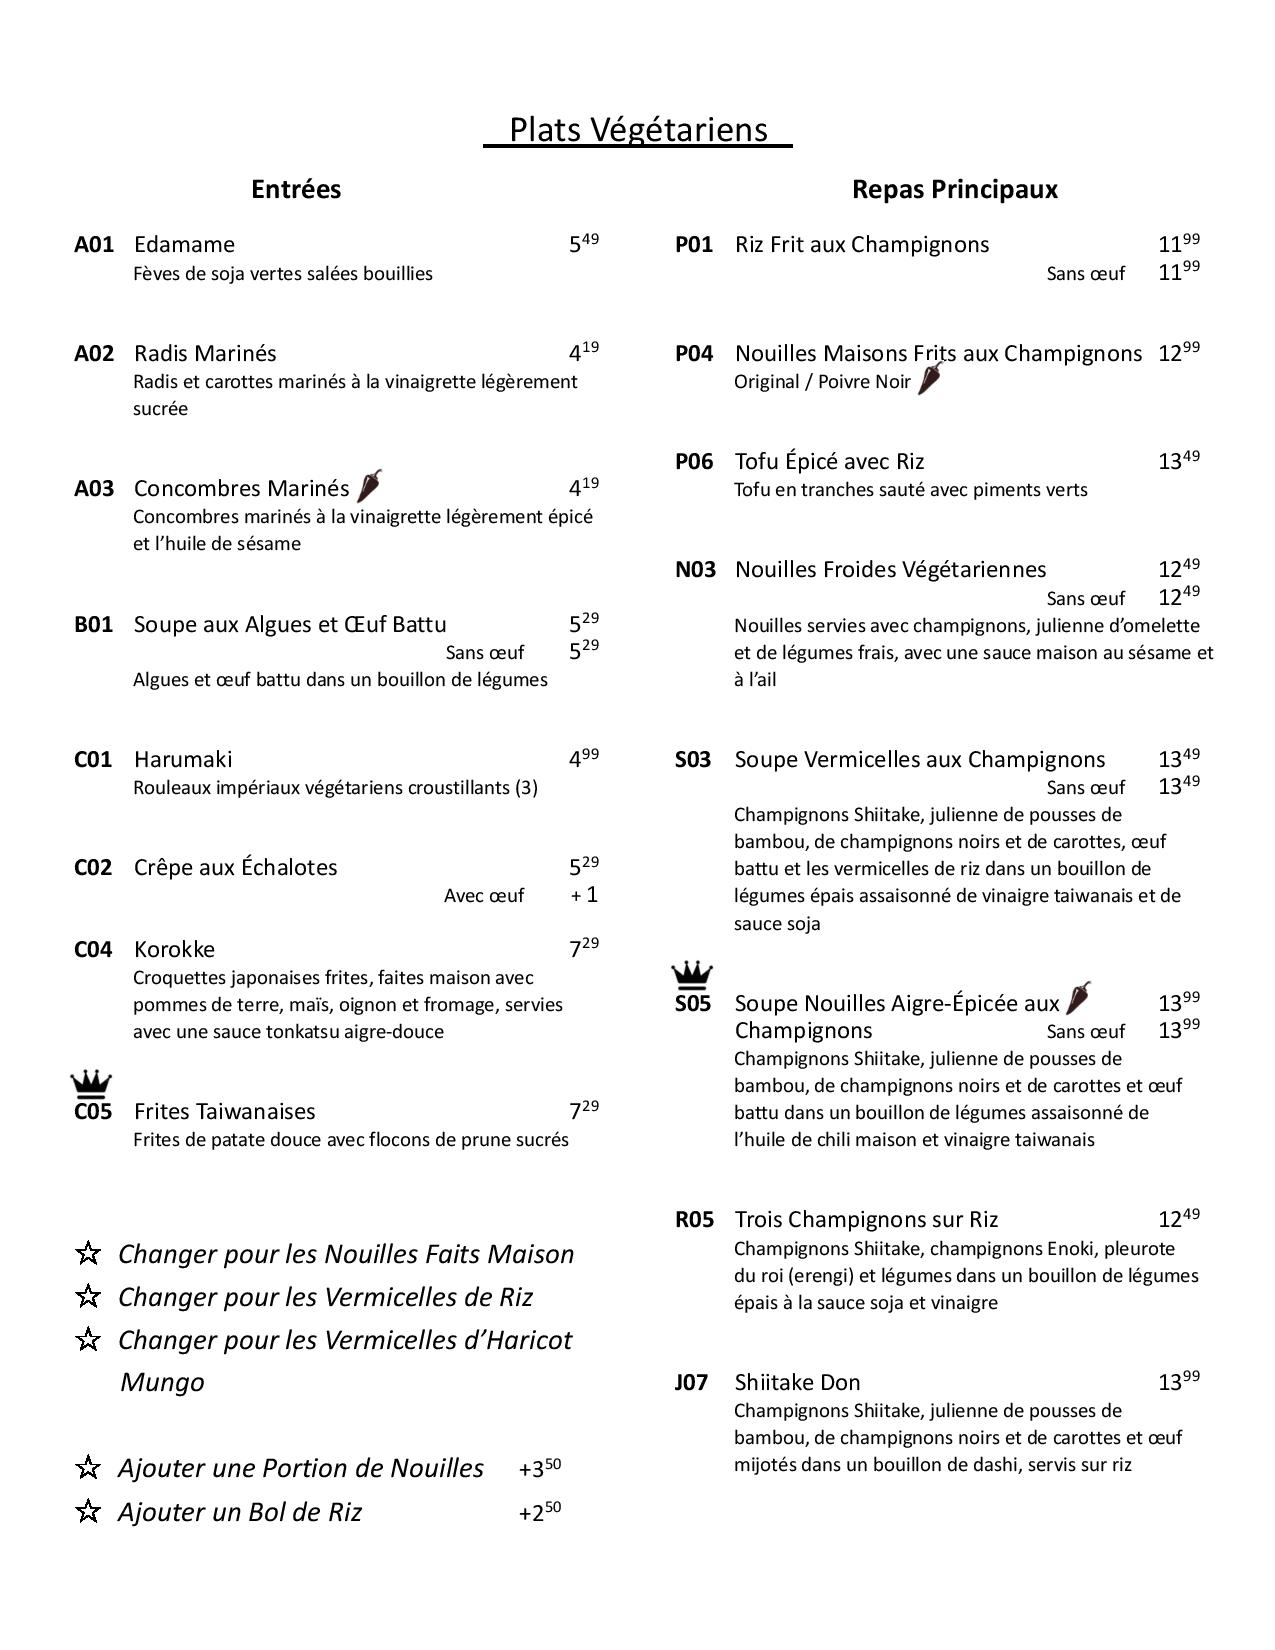 Plats Végétariens
Entrées
A01 Edamame 5.49
Fèves de soja vertes salées bouillies
A02 Radis Marinés 4.19
Radis et carottes marinés à la vinaigrette légèrement
sucrée
A03 Concombres Marinés 4.19
Concombres marinés à la vinaigrette légèrement épicé
et l’huile de sésame
B01 Soupe aux Algues et Œuf Battu 5.29
Sans œuf 5.29
Algues et œuf battu dans un bouillon de légumes
C01 Harumaki 4.99
Rouleaux impériaux végétariens croustillants (3)
C02 Crêpe aux Échalotes 5.29
Avec œuf + 1
C04 Korokke 7.29
Croquettes japonaises frites, faites maison avec
pommes de terre, maïs, oignon et fromage, servies
avec une sauce tonkatsu aigre-douce
C05 Frites Taiwanaises 7.29
Frites de patate douce avec flocons de prune sucrés
☆ Changer pour les Nouilles Faits Maison
☆ Changer pour les Vermicelles de Riz
☆ Changer pour les Vermicelles d’Haricot
Mungo
☆ Ajouter une Portion de Nouilles +3.50
☆ Ajouter un Bol de Riz +2.50
Repas Principaux
P01 Riz Frit aux Champignons 11.99
Sans œuf 11.99
P04 Nouilles Maisons Frits aux Champignons 12.99
Original / Poivre Noir
P06 Tofu Épicé avec Riz 13.49
Tofu en tranches sauté avec piments verts
N03 Nouilles Froides Végétariennes 12.49
Sans œuf 12.49
Nouilles servies avec champignons, julienne d’omelette
et de légumes frais, avec une sauce maison au sésame et
à l’ail
S03 Soupe Vermicelles aux Champignons 13.49
Sans œuf 13.49
Champignons Shiitake, julienne de pousses de
bambou, de champignons noirs et de carottes, œuf
battu et les vermicelles de riz dans un bouillon de
légumes épais assaisonné de vinaigre taiwanais et de
sauce soja
S05 Soupe Nouilles Aigre-Épicée aux 13.99
Champignons Sans œuf 13.99
Champignons Shiitake, julienne de pousses de
bambou, de champignons noirs et de carottes et œuf
battu dans un bouillon de légumes assaisonné de
l’huile de chili maison et vinaigre taiwanais
R05 Trois Champignons sur Riz 12.49
Champignons Shiitake, champignons Enoki, pleurote
du roi (erengi) et légumes dans un bouillon de légumes
épais à la sauce soja et vinaigre
J07 Shiitake Don 13.99
Champignons Shiitake, julienne de pousses de
bambou, de champignons noirs et de carottes et œuf
mijotés dans un bouillon de dashi, servis sur riz